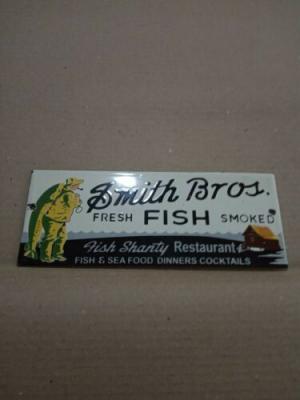 Smith Bros.
FRESH FISH SMOKED
Fish Shanty Restaurant
FISH & SEA FOOD DINNERS COCKTAILS